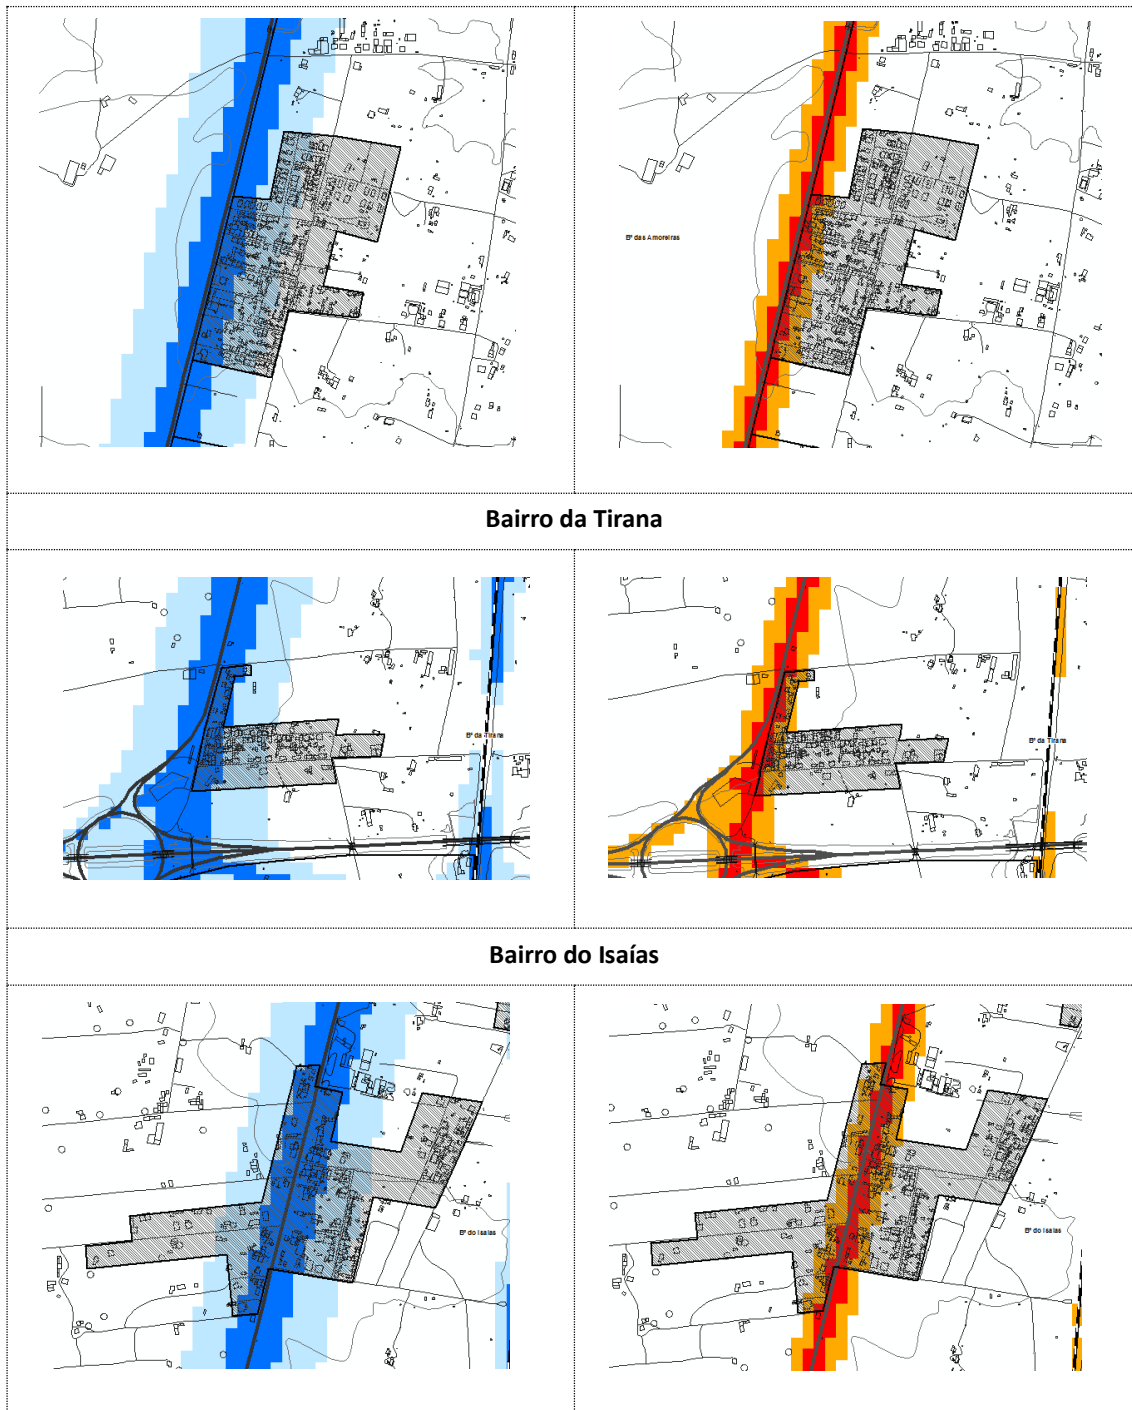 Bº das Amoreiras
Bairro da Tirana
Bº da Tirana
Bº da Tirana
Bairro do Isaías
Bº do Isaías
Bº do Isaías